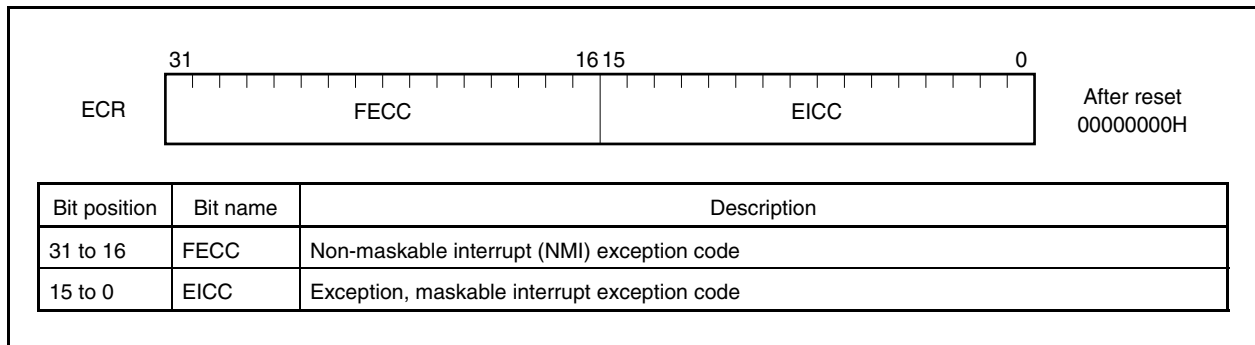 31 16 15 0
ECR FECC EICC After reset
00000000H
Bit position Bit name Description
31 to 16 FECC Non-maskable interrupt (NMI) exception code
15 to 0 EICC Exception, maskable interrupt exception code